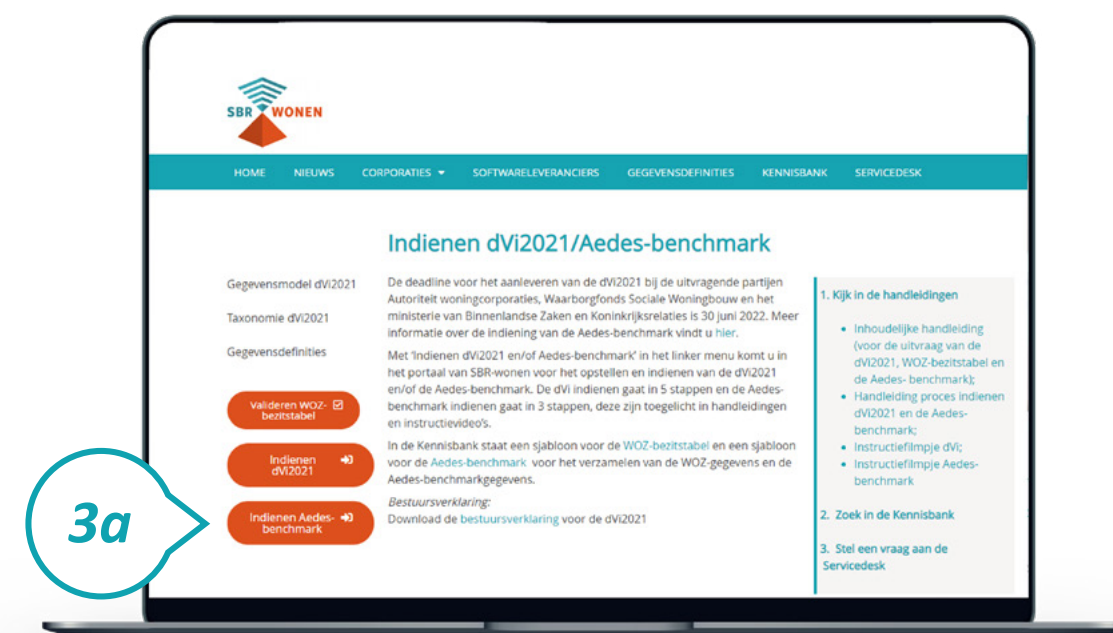 SBR WONEN
HOME NIEUWS CORPORATIES SOFTWARELEVERANCIERS GEGEVENSDEFINITIES KENNISBANK SERVICEDESK
Indienen dVi2021/Aedes-benchmark
Gegevensmodel dVi2021
Taxonomie dVi2021
Gegevensdefinities
Valideren WOZ-
bezitstabel
Indienen
dVi2021
Indienen Aedes-
benchmark
3a
De deadline voor het aanleveren van de dVi2021 bij de uitvragende partijen
Autoriteit woningcorporaties, Waarborgfonds Sociale Woningbouw en het
ministerie van Binnenlandse Zaken en Koninkrijksrelaties is 30 juni 2022. Meer
informatie over de indiening van de Aedes-benchmark vindt u hier.
Met 'Indienen dVi2021 en/of Aedes-benchmark' in het linker menu komt u in
het portaal van SBR-wonen voor het opstellen en indienen van de dVi2021
en/of de Aedes-benchmark. De dVi indienen gaat in 5 stappen en de Aedes-
benchmark indienen gaat in 3 stappen, deze zijn toegelicht in handleidingen
en instructievideo's.
In de Kennisbank staat een sjabloon voor de WOZ-bezitstabel en een sjabloon
voor de Aedes-benchmark voor het verzamelen van de WOZ-gegevens en de
Aedes-benchmarkgegevens.
Bestuursverklaring:
Download de bestuursverklaring voor de dVi2021
1. Kijk in de handleidingen
• Inhoudelijke handleiding
(voor de uitvraag van de
dVi2021, WOZ-bezitstabel en
de Aedes- benchmark);
• Handleiding proces indienen
dVi2021 en de Aedes-
benchmark;
• Instructiefilmpje dVi;
• Instructiefilmpje Aedes-
benchmark
2. Zoek in de Kennisbank
3. Stel een vraag aan de
Servicedesk